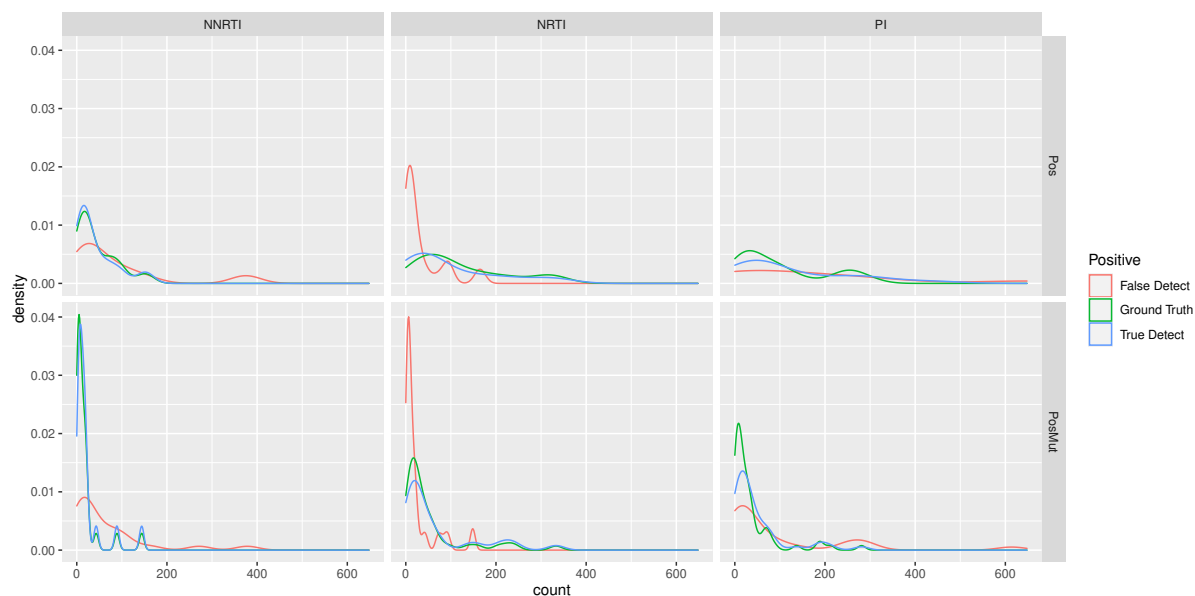 NNRTI NRTI PI
0.04
0.03
0.02
0.01
0.00
Pos
0.04
0.03
0.02
0.01
0.00
PosMut
density
0 200 400 600 0 200 400 600 0 200 400 600
count
Positive
False Detect
Ground Truth
True Detect